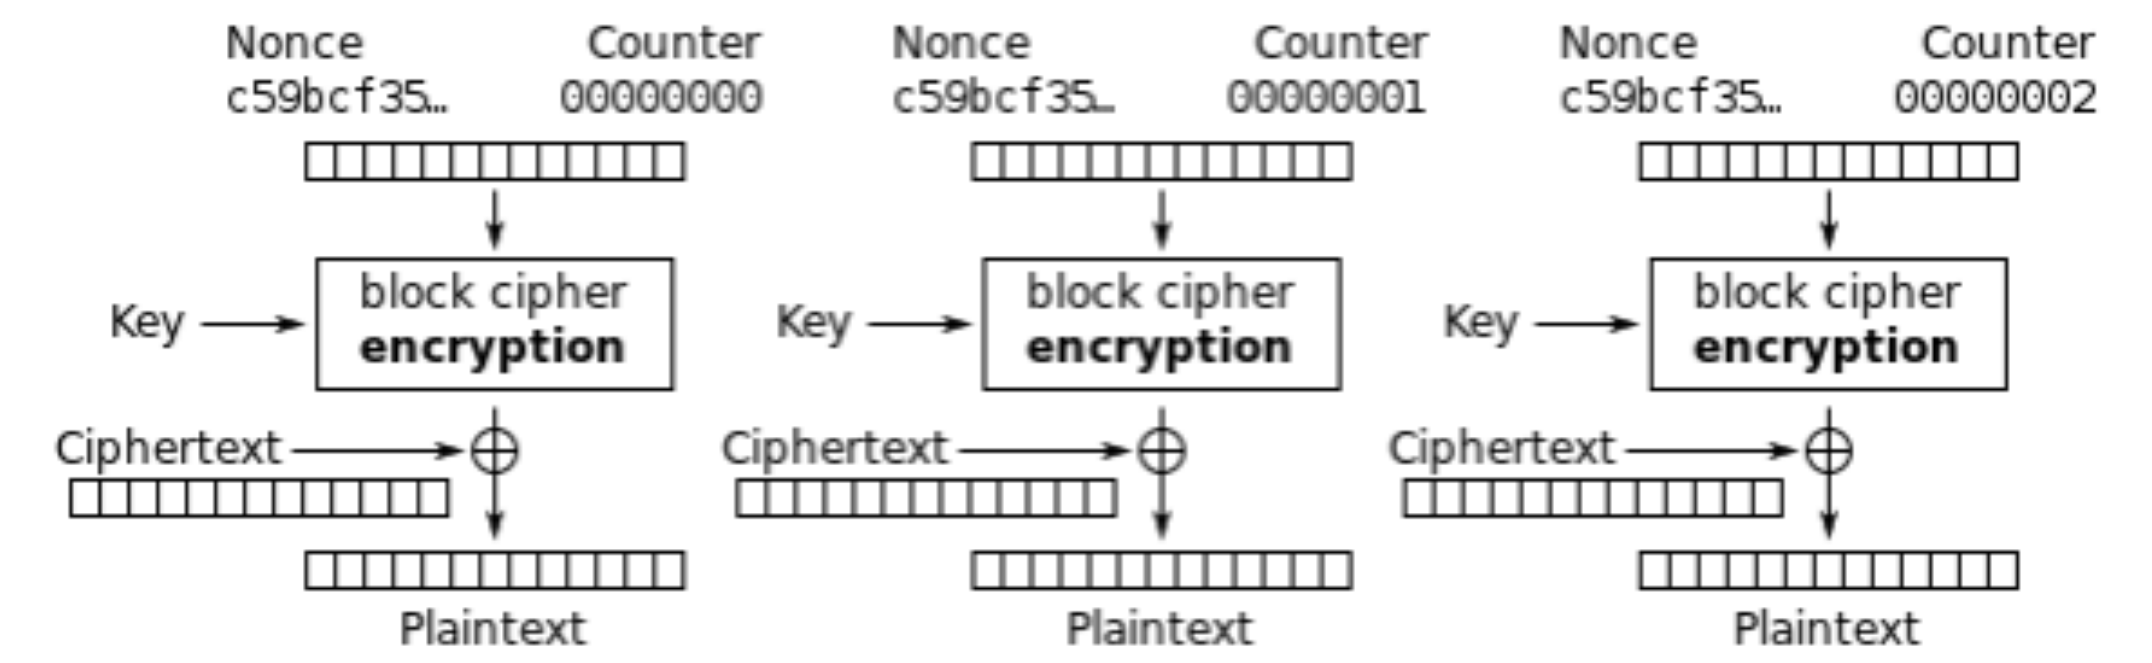 Nonce Counter Nonce Counter Nonce Counter
c59bcf35… 00000000 c59bcf35… 00000001 c59bcf35… 00000002
block cipher block cipher block cipher
Key Key Key
encryption encryption encryption
Ciphertext Ciphertext Ciphertext
Plaintext Plaintext Plaintext